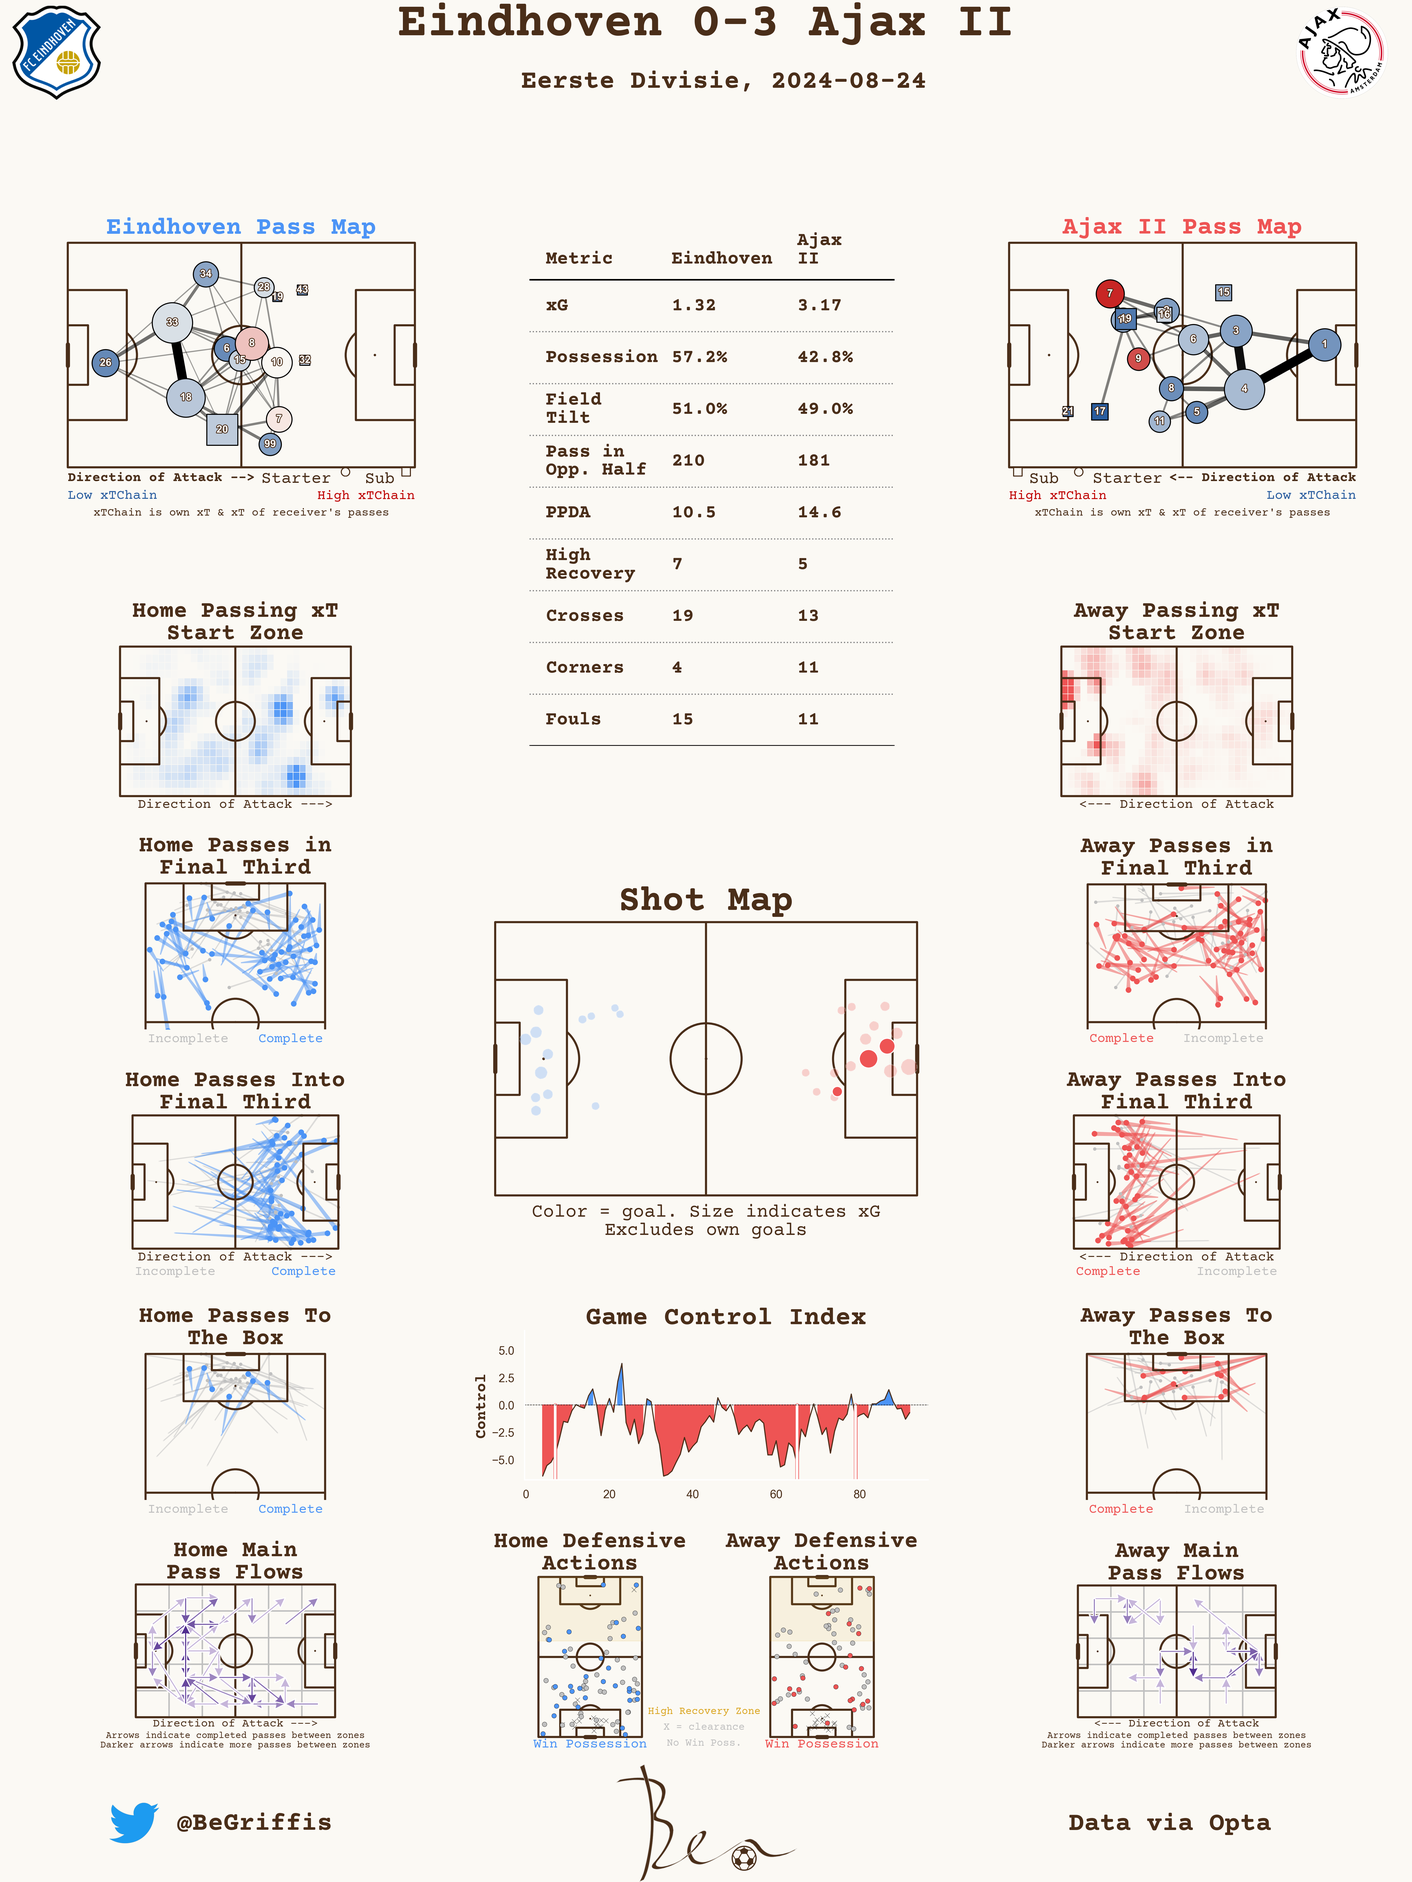 Eindhoven 0-3 Ajax II
Eerste Divisie, 2024-08-24
FC EINDHOVEN
AJAX
AMSTERDAM
Eindhoven Pass Map
34
28
19
43
33
6
8
15
10
32
26
18
20
7
99
Direction of Attack --> Starter Sub
Low xTChain High xTChain
xTChain is own xT & xT of receiver's passes
Metric Eindhoven Ajax II
xG 1.32 3.17
Possession 57.2% 42.8%
Field Tilt 51.0% 49.0%
Pass in Opp. Half 210 181
PPDA 10.5 14.6
High Recovery 7 5
Crosses 19 13
Corners 4 11
Fouls 15 11
Ajax II Pass Map
7
15
19
16
3
6
1
9
8
4
21
17
11
5
Sub Starter <-- Direction of Attack
High xTChain Low xTChain
xTChain is own xT & xT of receiver's passes
Home Passing xT
Start Zone
Direction of Attack --->
Away Passing xT
Start Zone
<--- Direction of Attack
Home Passes in
Final Third
Incomplete Complete
Away Passes in
Final Third
Complete Incomplete
Shot Map
Color = goal. Size indicates xG
Excludes own goals
Home Passes Into
Final Third
Direction of Attack --->
Incomplete Complete
Away Passes Into
Final Third
<--- Direction of Attack
Complete Incomplete
Home Passes To
The Box
Incomplete Complete
Game Control Index
Control
5.0
2.5
0.0
−2.5
−5.0
0 20 40 60 80
Away Passes To
The Box
Complete Incomplete
Home Main
Pass Flows
Direction of Attack --->
Arrows indicate completed passes between zones
Darker arrows indicate more passes between zones
Home Defensive
Actions
Win Possession
High Recovery Zone
X = clearance
No Win Poss.
Away Defensive
Actions
Win Possession
Away Main
Pass Flows
<--- Direction of Attack
Arrows indicate completed passes between zones
Darker arrows indicate more passes between zones
@BeGriffis
Ben
Data via Opta